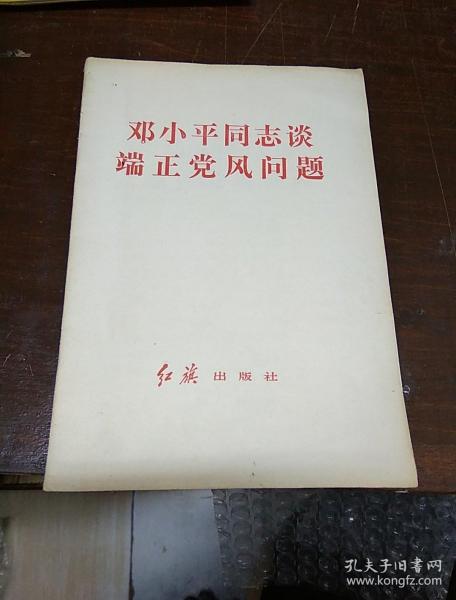 邓小平同志谈
端正党风问题
红旗 出版社
孔夫子旧书网
www.kongfz.com